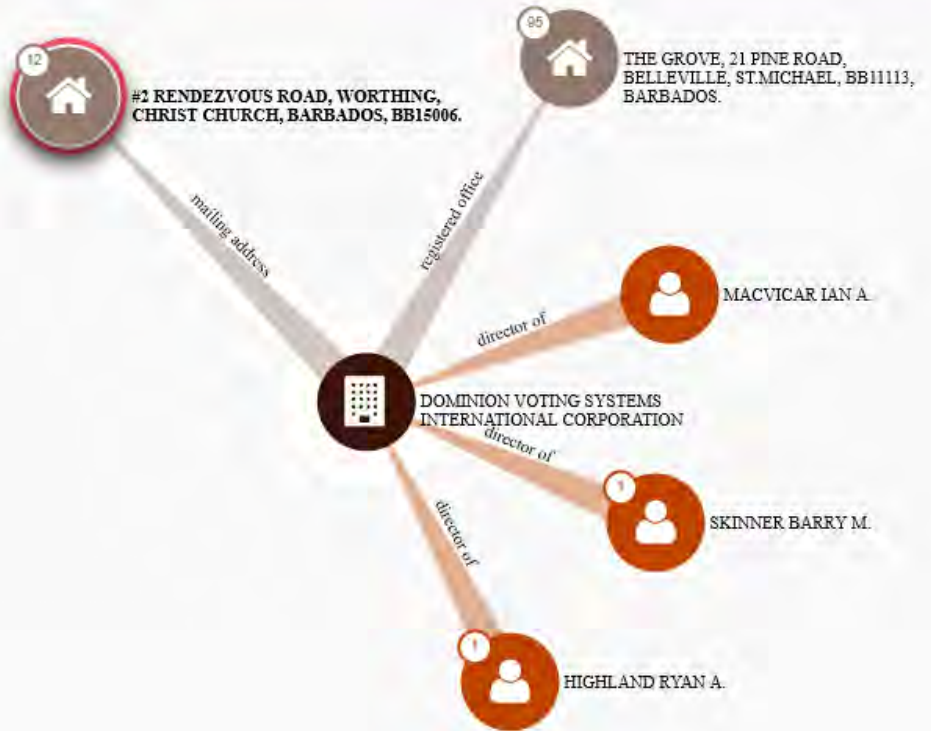 12
#2 RENDEZVOUS ROAD, WORTHING,
CHRIST CHURCH, BARBADOS, BB15006.
95
THE GROVE, 21 PINE ROAD,
BELLEVILLE, ST.MICHAEL, BB11113,
BARBADOS.
mailing address
registered office
director of
MACVICAR IAN A.
DOMINION VOTING SYSTEMS
INTERNATIONAL CORPORATION
director of
1
SKINNER BARRY M.
director of
1
HIGHLAND RYAN A.